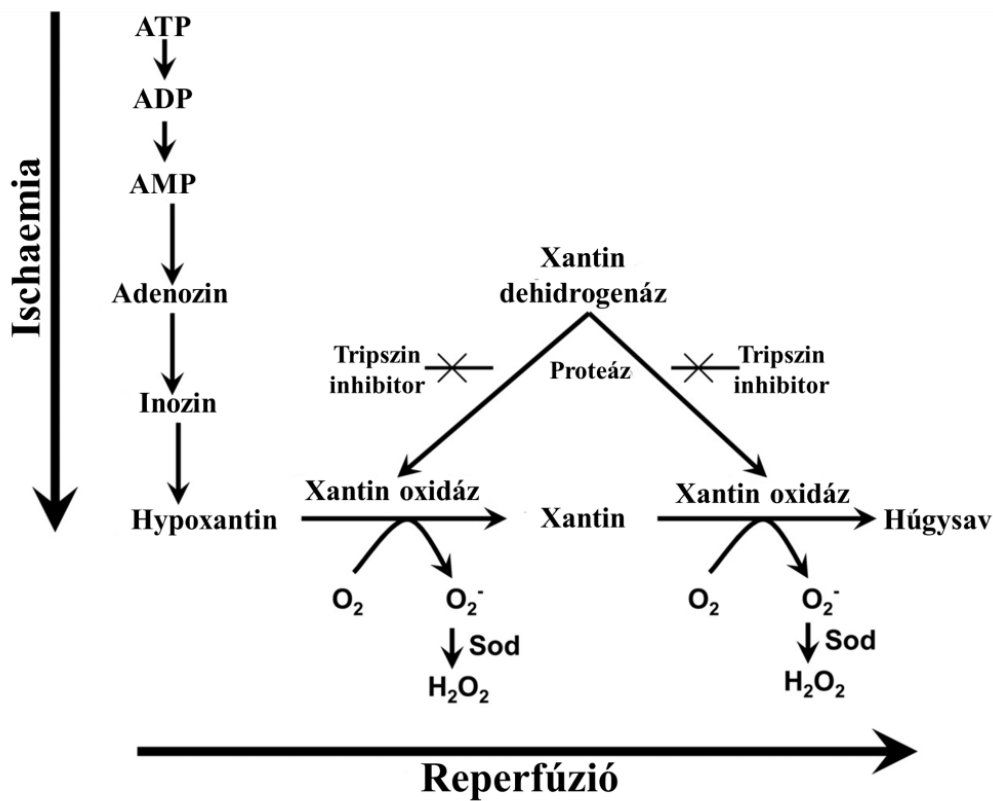 ATP
ADP
AMP
Adenozin
Inozin
Hypoxantin
Ischaemia
Xantin
dehidrogenáz
Tripszin
inhibitor
Proteáz
Tripszin
inhibitor
Xantin oxidáz
Xantin
Xantin oxidáz
Húgysav
O₂
O₂⁻
Sod
H₂O₂
O₂
O₂⁻
Sod
H₂O₂
Reperfúzió